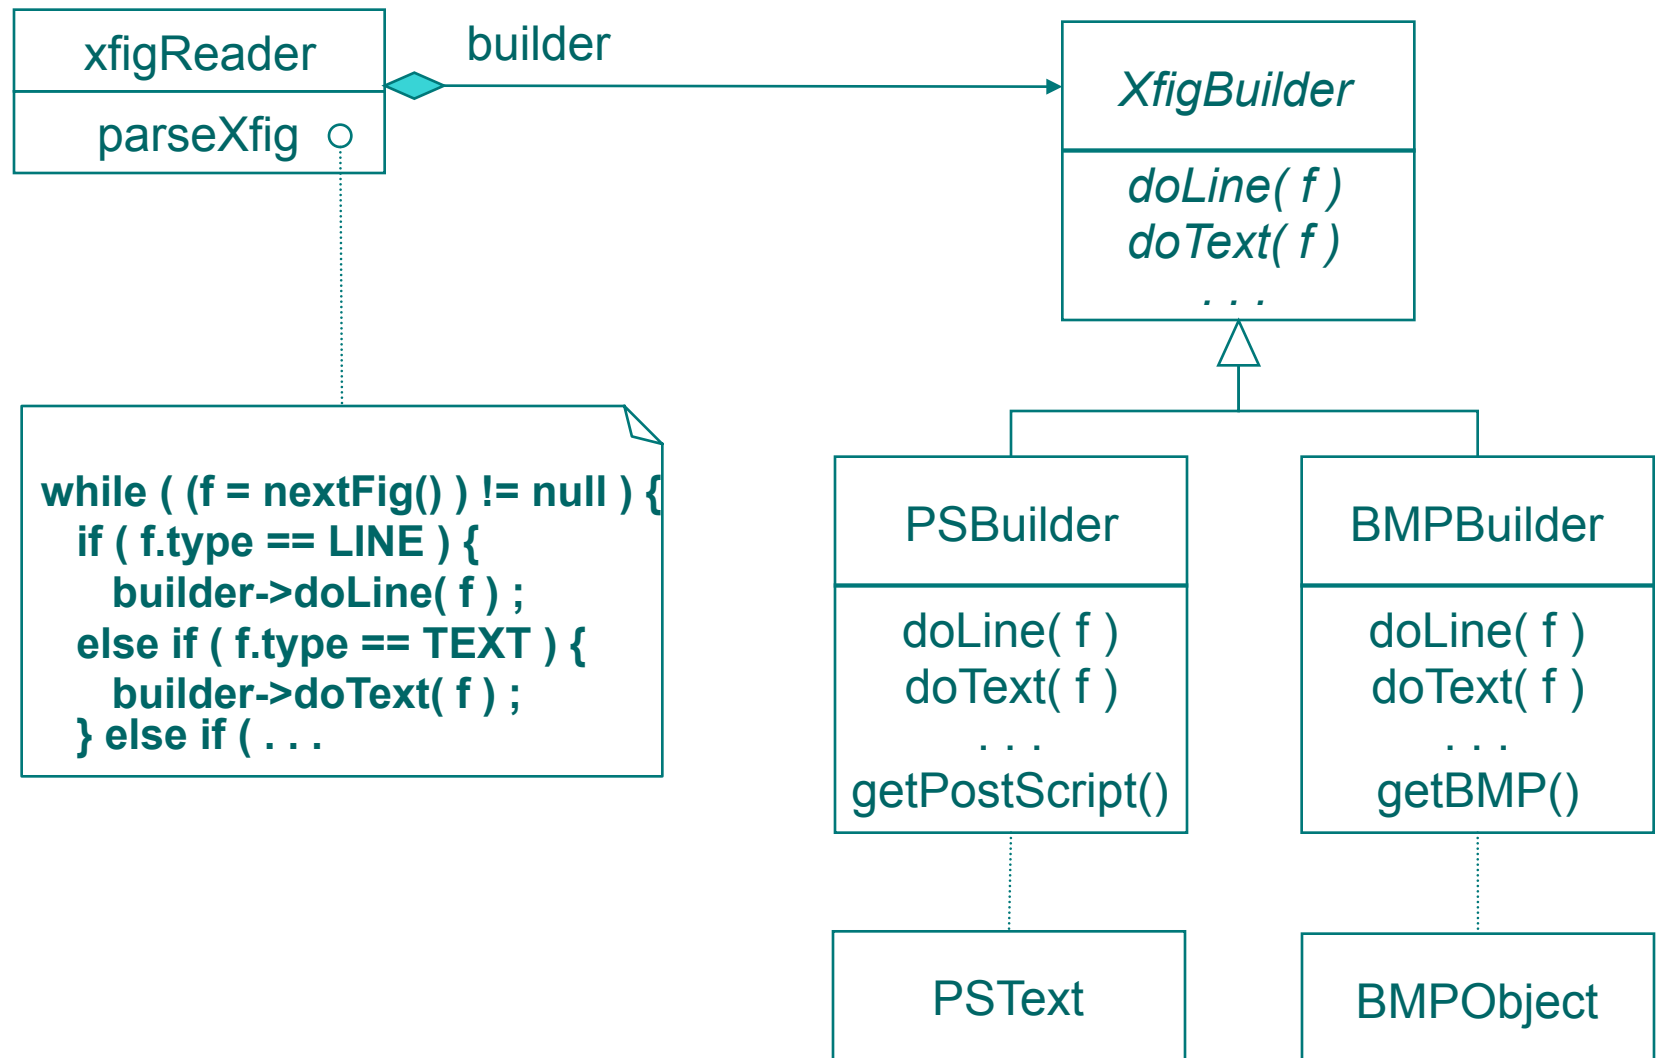 xfigReader
parseXfig
builder
XfigBuilder
doLine( f )
doText( f )
. . .
while ( (f = nextFig() ) != null ) {
if ( f.type == LINE ) {
builder->doLine( f ) ;
else if ( f.type == TEXT ) {
builder->doText( f ) ;
} else if ( . . .
PSBuilder
doLine( f )
doText( f )
. . .
getPostScript()
BMPBuilder
doLine( f )
doText( f )
. . .
getBMP()
PSText
BMPObject